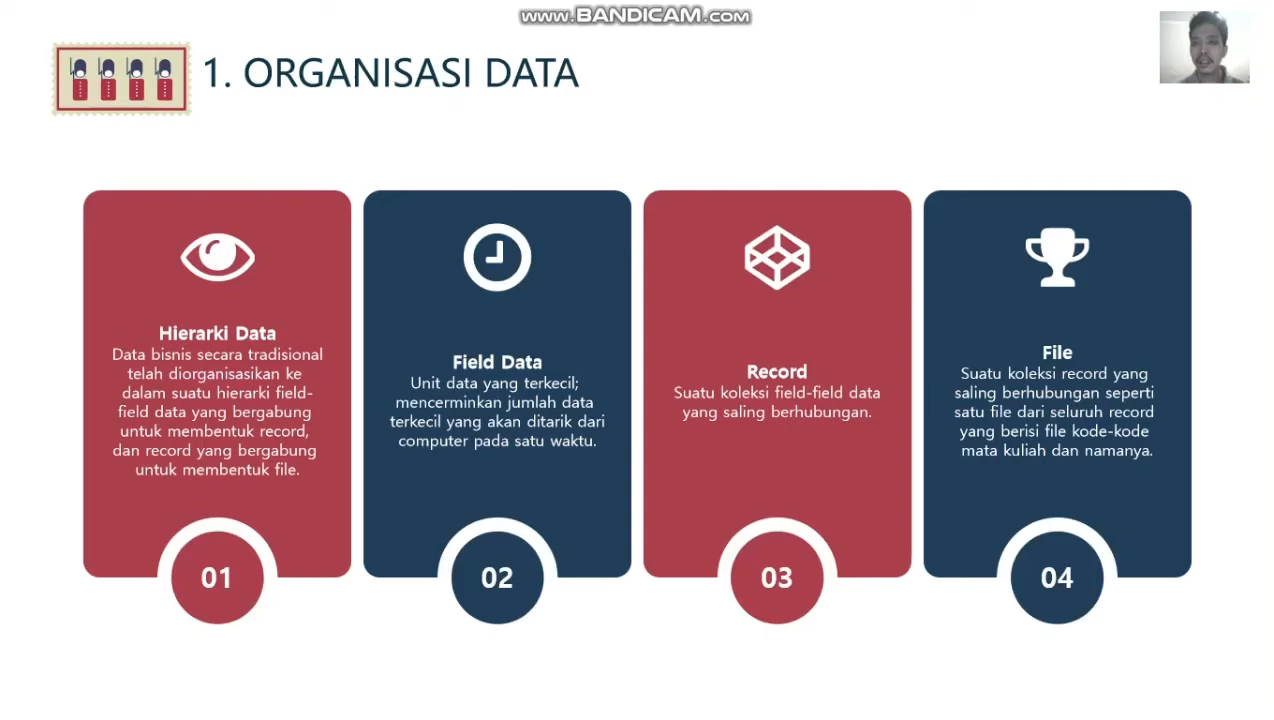 www.BANDICAM.com
1. ORGANISASI DATA
Hierarki Data
Data bisnis secara tradisional
telah diorganisasikan ke
dalam suatu hierarki field-
field data yang bergabung
untuk membentuk record,
dan record yang bergabung
untuk membentuk file.
01
Field Data
Unit data yang terkecil;
mencerminkan jumlah data
terkecil yang akan ditarik dari
computer pada satu waktu.
02
Record
Suatu koleksi field-field data
yang saling berhubungan.
03
File
Suatu koleksi record yang
saling berhubungan seperti
satu file dari seluruh record
yang berisi file kode-kode
mata kuliah dan namanya.
04